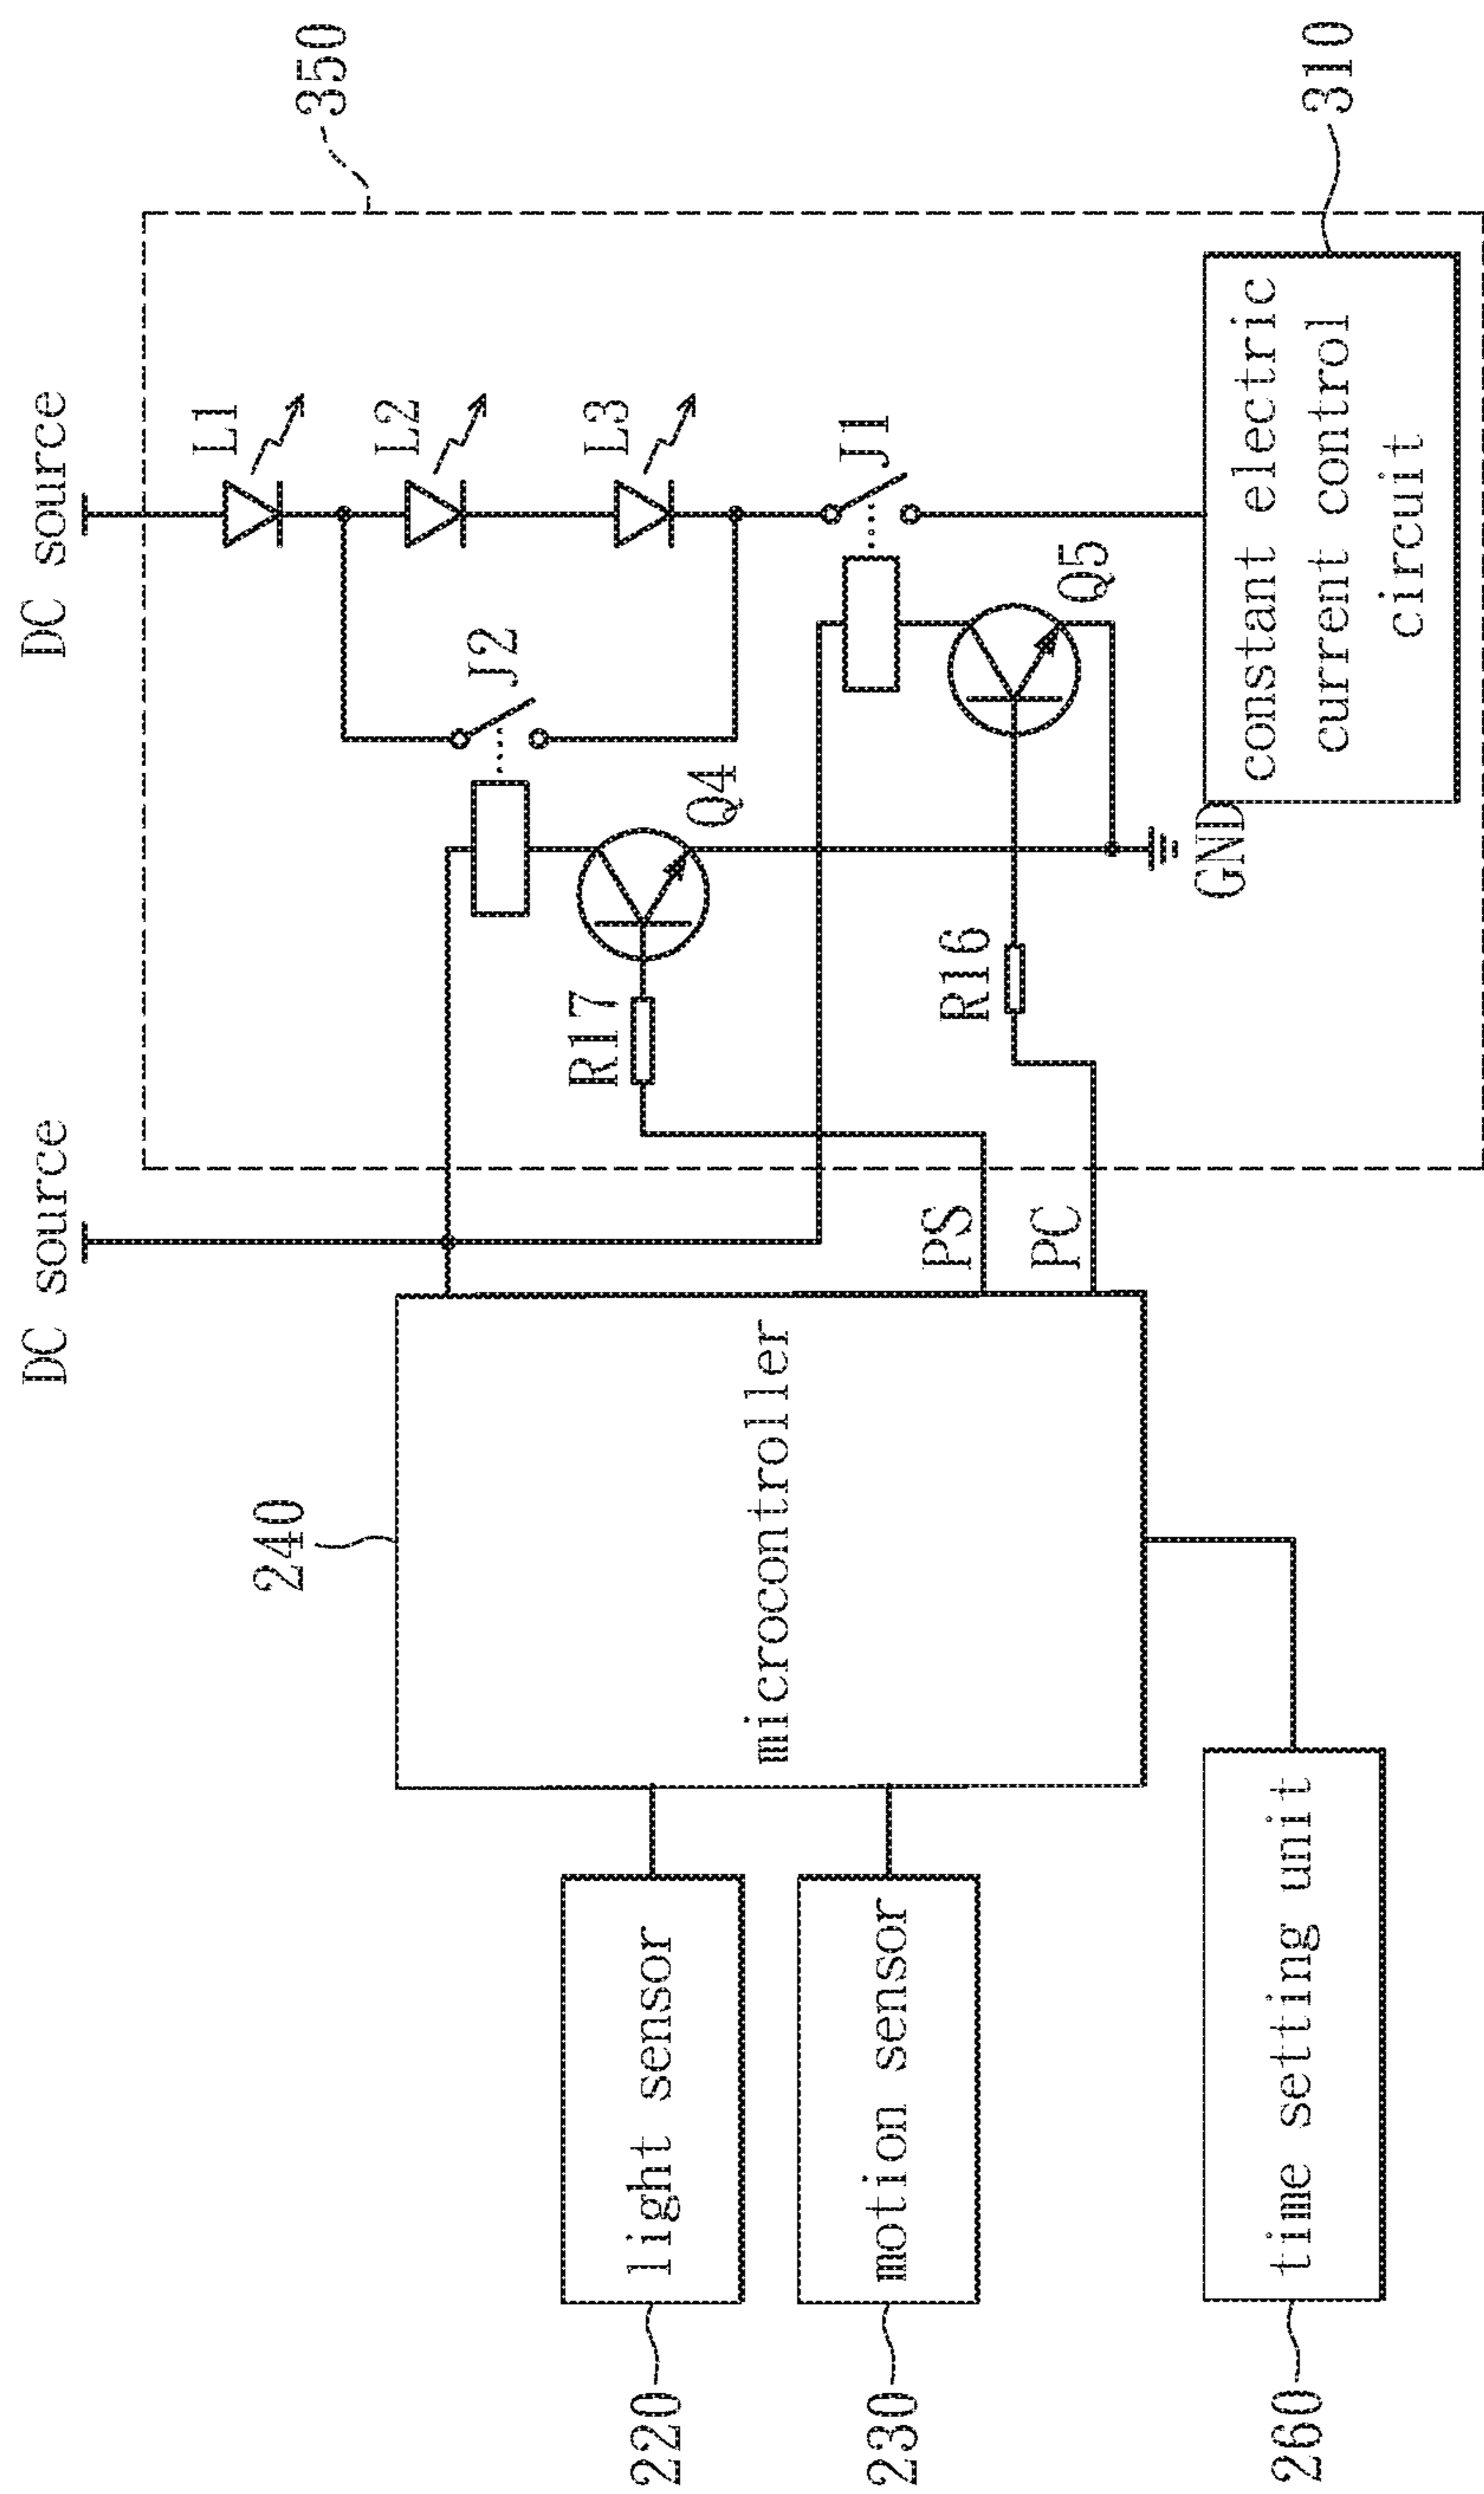 DC source
DC source
350
L1
L2
L3
J2
J1
Q4
Q5
R17
R16
PS
PC
GND
240
microcontroller
constant electric
current control
circuit
310
220
light sensor
230
motion sensor
260
time setting unit